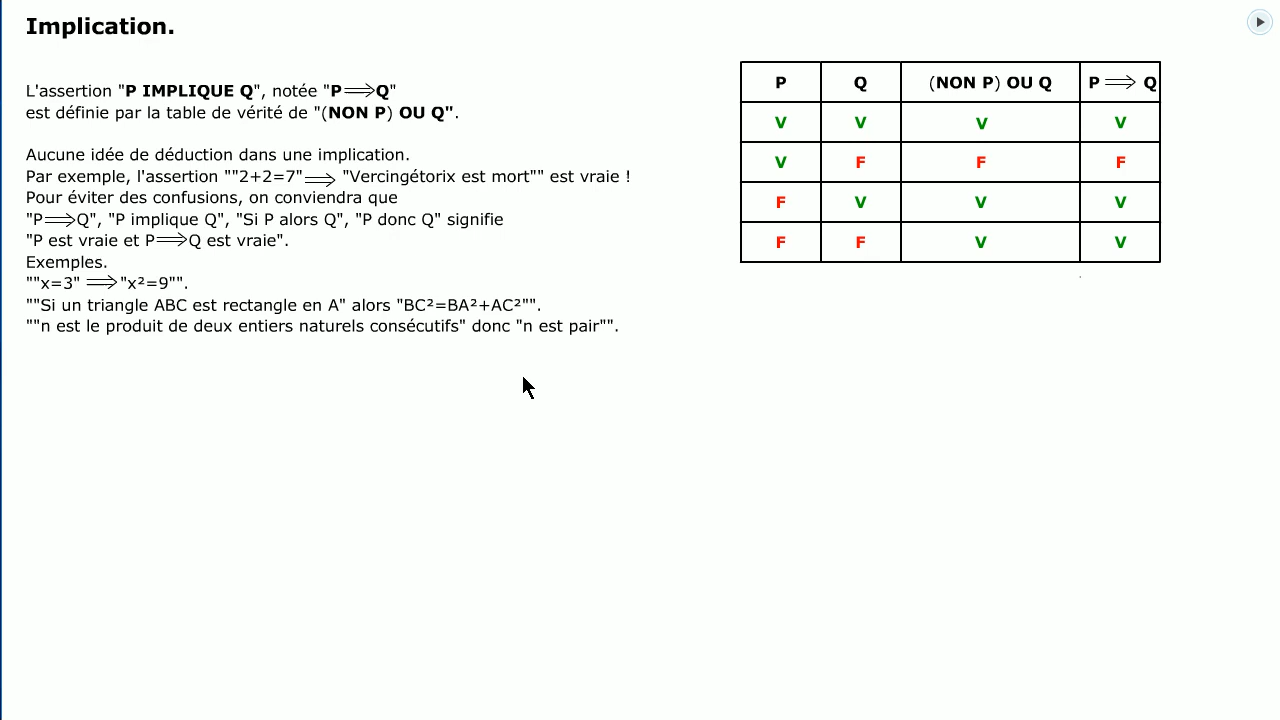 Implication.
L'assertion "P IMPLIQUE Q", notée "P⟹Q"
est définie par la table de vérité de "(NON P) OU Q".
Aucune idée de déduction dans une implication.
Par exemple, l'assertion ""2+2=7"⟹ "Vercingétorix est mort"" est vraie !
Pour éviter des confusions, on conviendra que
"P⟹Q", "P implique Q", "Si P alors Q", "P donc Q" signifie
"P est vraie et P⟹Q est vraie".
Exemples.
""x=3" ⟹"x²=9"".
""Si un triangle ABC est rectangle en A" alors "BC²=BA²+AC²"".
""n est le produit de deux entiers naturels consécutifs" donc "n est pair"".
P Q (NON P) OU Q P ⟹ Q
V V V V
V F F F
F V V V
F F V V